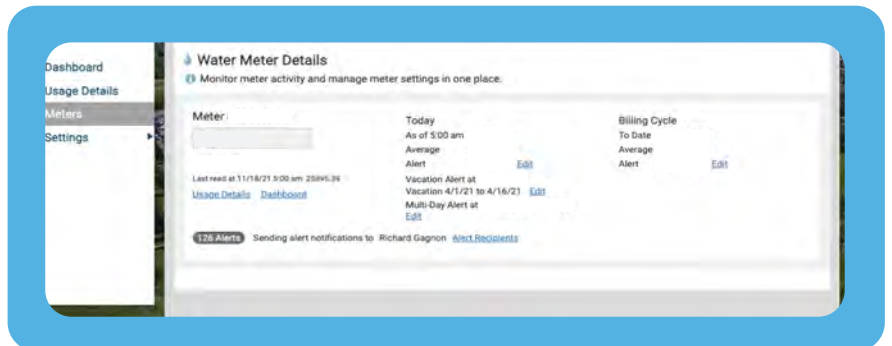 Dashboard
Usage Details
Meters
Settings
Water Meter Details
Monitor meter activity and manage meter settings in one place.
Meter
Last read at 11/18/21 5:00 am 25895.39
Usage Details Dashboard
Today
As of 5:00 am
Average
Alert Edit
Vacation Alert at
Vacation 4/1/21 to 4/16/21 Edit
Multi-Day Alert at
Edit
Billing Cycle
To Date
Average
Alert Edit
126 Alerts Sending alert notifications to Richard Gagnon Alert Recipients